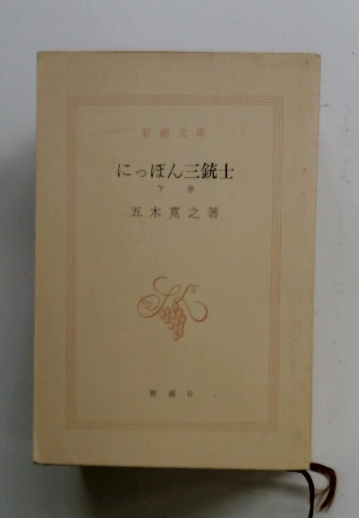 新潮文庫
にっぽん三銃士
下巻
五木寛之著
新潮社